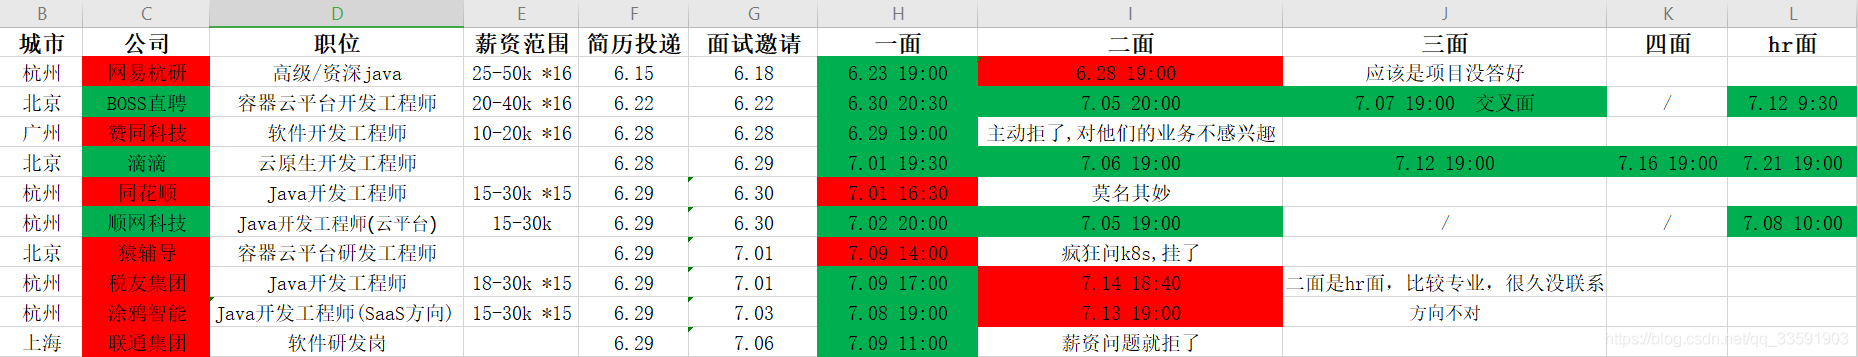 B C D E F G H I J K L
城市 公司 职位 薪资范围 简历投递 面试邀请 一面 二面 三面 四面 hr面
杭州 网易杭研 高级/资深java 25-50k *16 6.15 6.18 6.23 19:00 6.28 19:00 应该是项目没答好
北京 BOSS直聘 容器云平台开发工程师 20-40k *16 6.22 6.22 6.30 20:30 7.05 20:00 7.07 19:00 交叉面 / 7.12 9:30
广州 赞同科技 软件开发工程师 10-20k *16 6.28 6.28 6.29 19:00 主动拒了,对他们的业务不感兴趣
北京 滴滴 云原生开发工程师 6.28 6.29 7.01 19:30 7.06 19:00 7.12 19:00 7.16 19:00 7.21 19:00
杭州 同花顺 Java开发工程师 15-30k *15 6.29 6.30 7.01 16:30 莫名其妙
杭州 顺网科技 Java开发工程师(云平台) 15-30k 6.29 6.30 7.02 20:00 7.05 19:00 / / 7.08 10:00
北京 猿辅导 容器云平台研发工程师 6.29 7.01 7.09 14:00 疯狂问k8s,挂了
杭州 税友集团 Java开发工程师 18-30k *15 6.29 7.01 7.09 17:00 7.14 18:40 二面是hr面，比较专业，很久没联系
杭州 涂鸦智能 Java开发工程师(SaaS方向) 15-30k *15 6.29 7.03 7.08 19:00 7.13 19:00 方向不对
上海 联通集团 软件研发岗 6.29 7.06 7.09 11:00 薪资问题就拒了
https://blog.csdn.net/qq_33591903